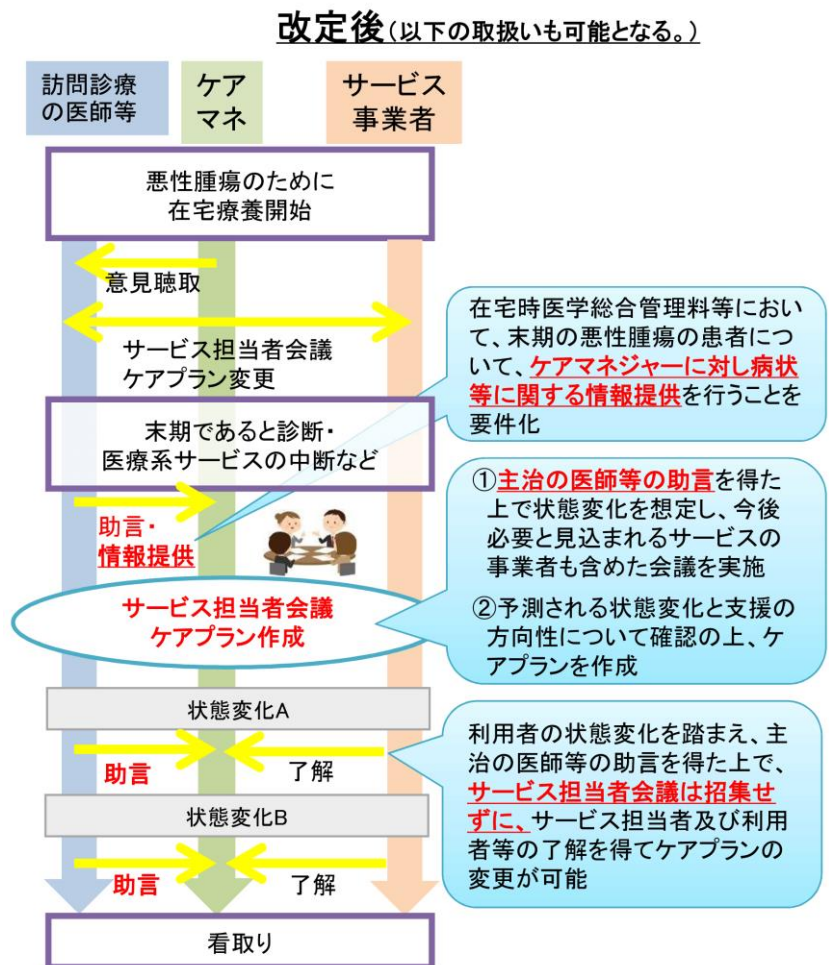 改定後(以下の取扱いも可能となる。)
訪問診療
の医師等
ケア
マネ
サービス
事業者
悪性腫瘍のために
在宅療養開始
意見聴取
サービス担当者会議
ケアプラン変更
在宅時医学総合管理料等におい
て、末期の悪性腫瘍の患者につ
いて、ケアマネジャーに対し病状
等に関する情報提供を行うことを
要件化
末期であると診断・
医療系サービスの中断など
助言・
情報提供
①主治の医師等の助言を得た
上で状態変化を想定し、今後
必要と見込まれるサービスの
事業者も含めた会議を実施
②予測される状態変化と支援の
方向性について確認の上、ケ
アプランを作成
サービス担当者会議
ケアプラン作成
状態変化A
助言
了解
利用者の状態変化を踏まえ、主
治の医師等の助言を得た上で、
サービス担当者会議は招集せ
ずに、サービス担当者及び利用
者等の了解を得てケアプランの
変更が可能
状態変化B
助言
了解
看取り